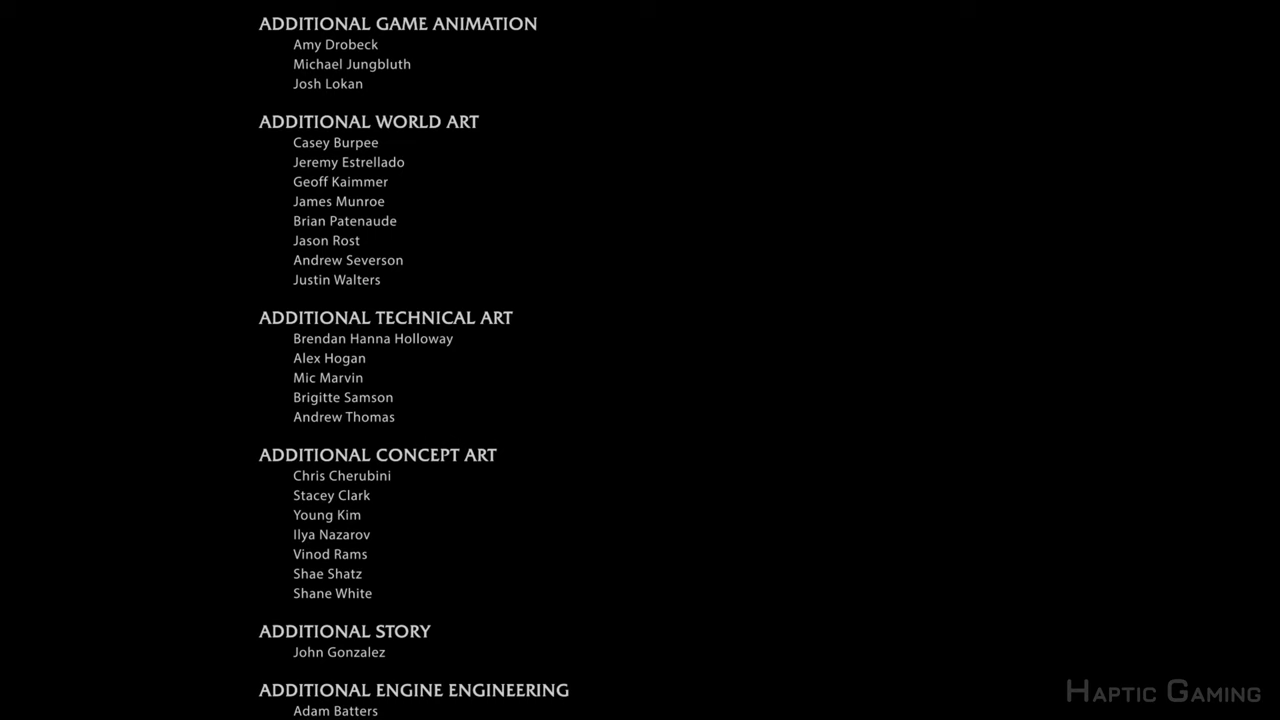 ADDITIONAL GAME ANIMATION
Amy Drobeck
Michael Jungbluth
Josh Lokan
ADDITIONAL WORLD ART
Casey Burpee
Jeremy Estrellado
Geoff Kaimmer
James Munroe
Brian Patenaude
Jason Rost
Andrew Severson
Justin Walters
ADDITIONAL TECHNICAL ART
Brendan Hanna Holloway
Alex Hogan
Mic Marvin
Brigitte Samson
Andrew Thomas
ADDITIONAL CONCEPT ART
Chris Cherubini
Stacey Clark
Young Kim
Ilya Nazarov
Vinod Rams
Shae Shatz
Shane White
ADDITIONAL STORY
John Gonzalez
ADDITIONAL ENGINE ENGINEERING
Adam Batters
HAPTIC GAMING